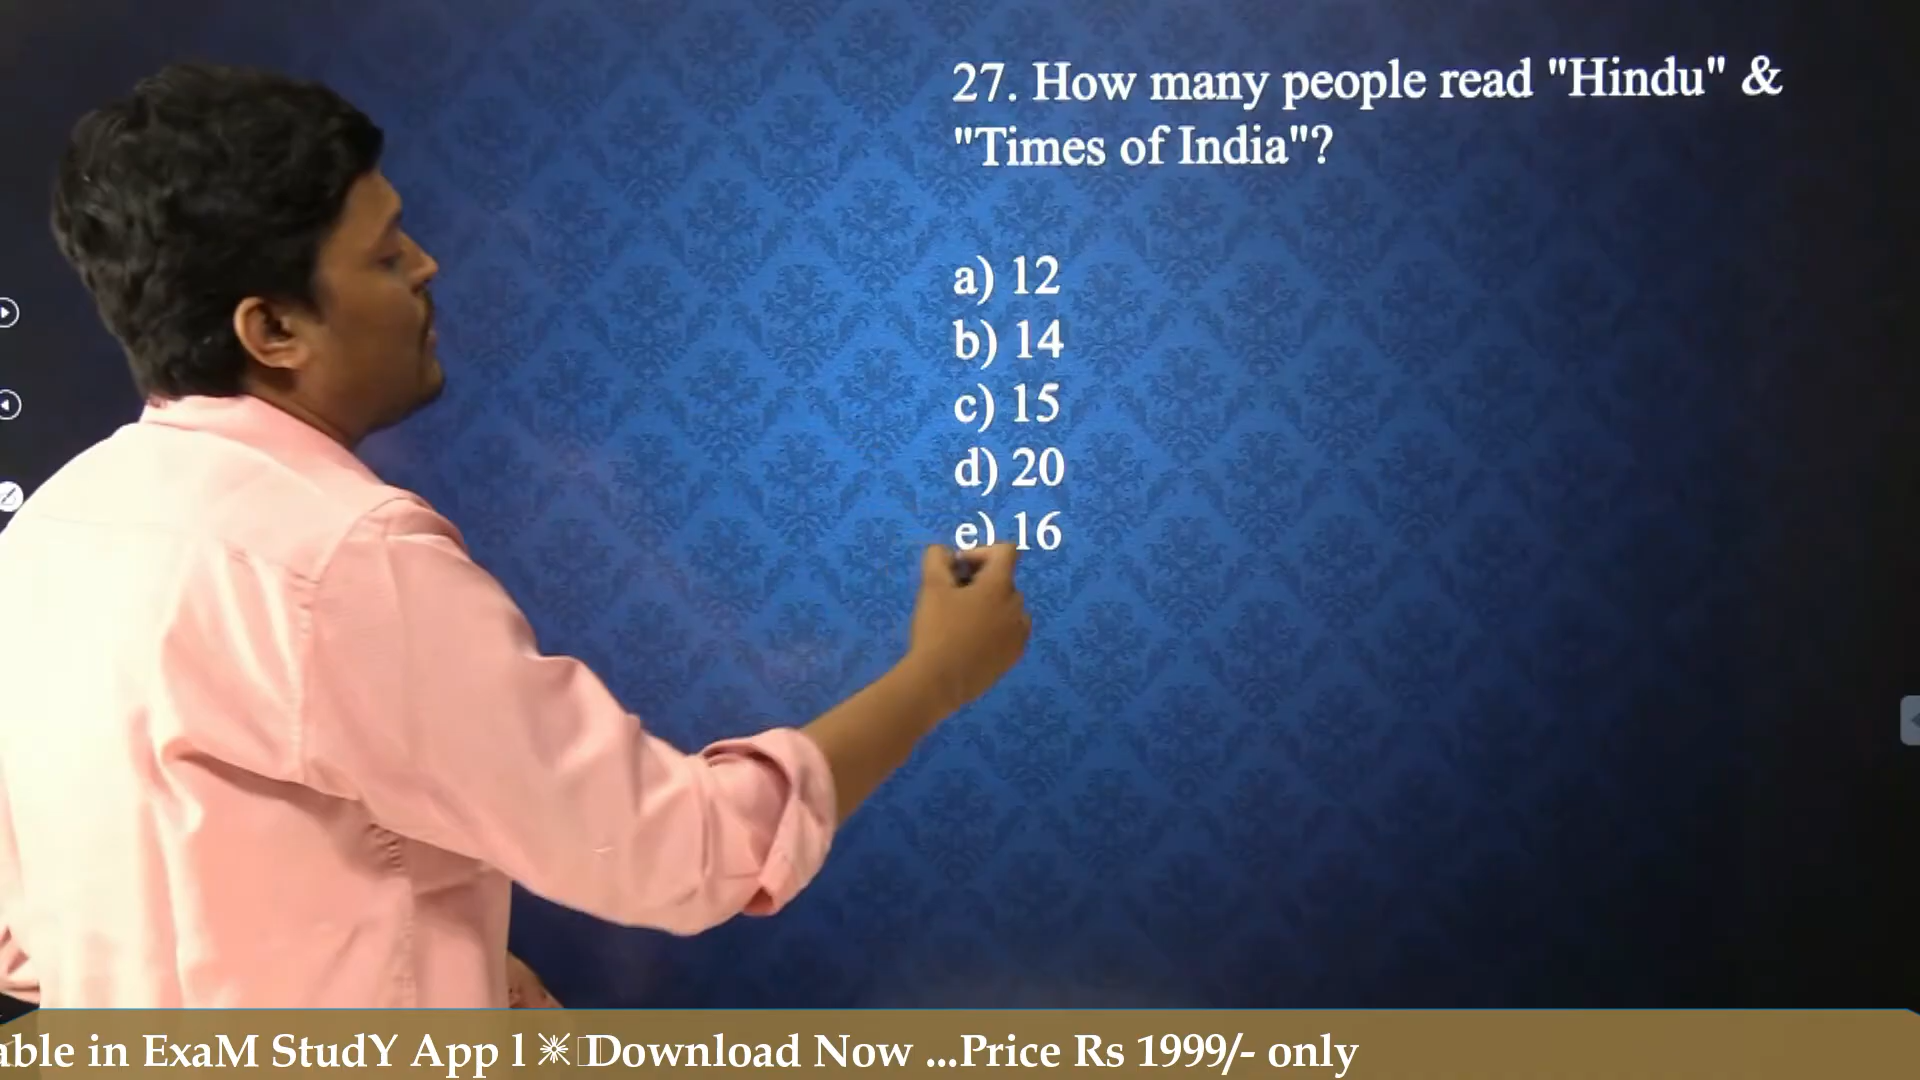 27. How many people read "Hindu" &
"Times of India"?
a) 12
b) 14
c) 15
d) 20
e) 16
able in ExaM StudY App l ✳ Download Now ...Price Rs 1999/- only